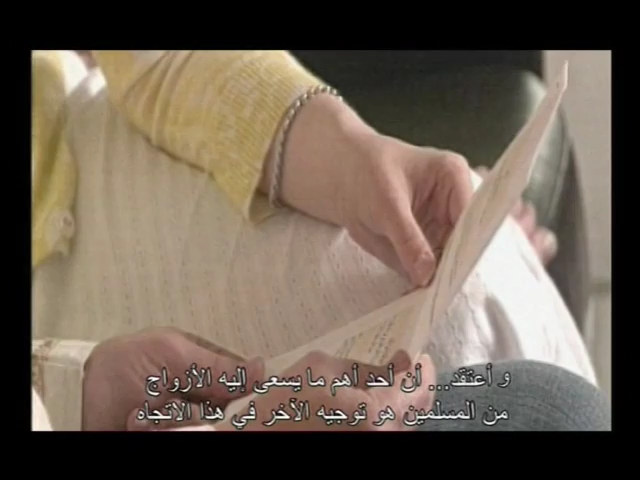 و أعتقد... أن أحد أهم ما يسعى إليه الأزواج
من المسلمين هو توجيه الآخر في هذا الاتجاه